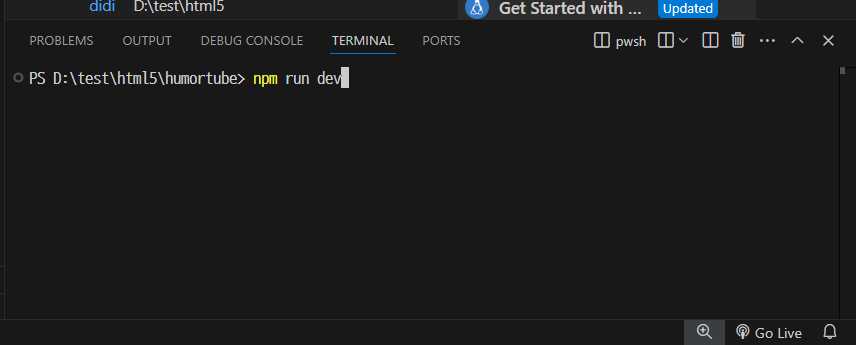 didi D:\test\html5
Get Started with ... Updated
PROBLEMS OUTPUT DEBUG CONSOLE TERMINAL PORTS
pwsh
PS D:\test\html5\humortube> npm run dev
Go Live